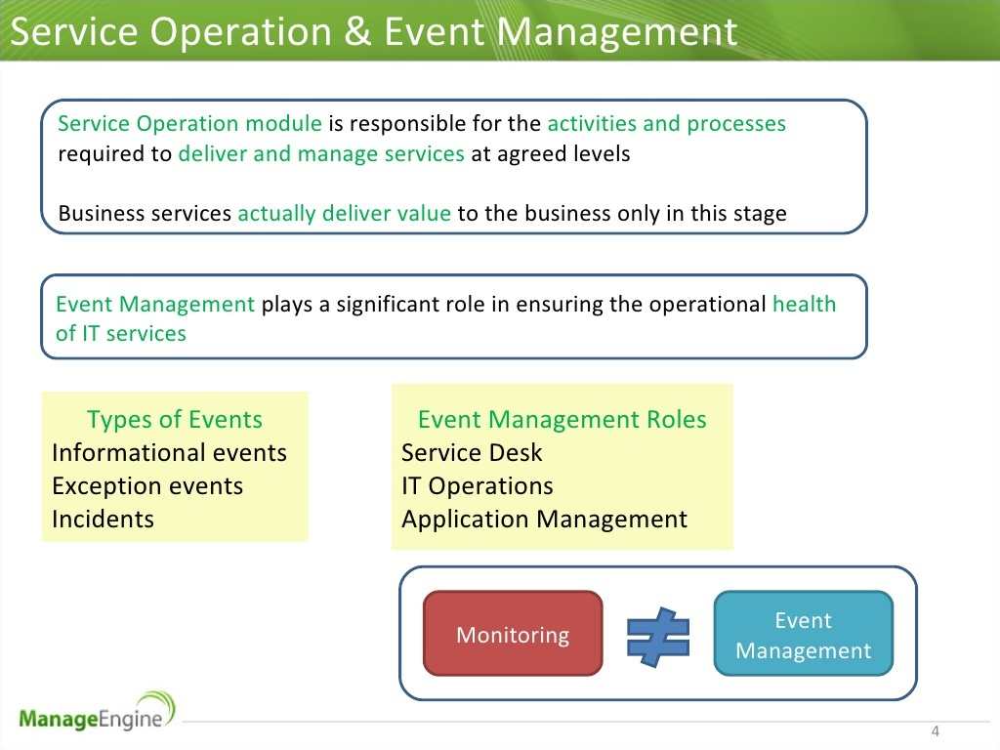 Service Operation & Event Management
Service Operation module is responsible for the activities and processes
required to deliver and manage services at agreed levels
Business services actually deliver value to the business only in this stage
Event Management plays a significant role in ensuring the operational health
of IT services
Types of Events
Informational events
Exception events
Incidents
Event Management Roles
Service Desk
IT Operations
Application Management
Monitoring
≠
Event
Management
ManageEngine
4